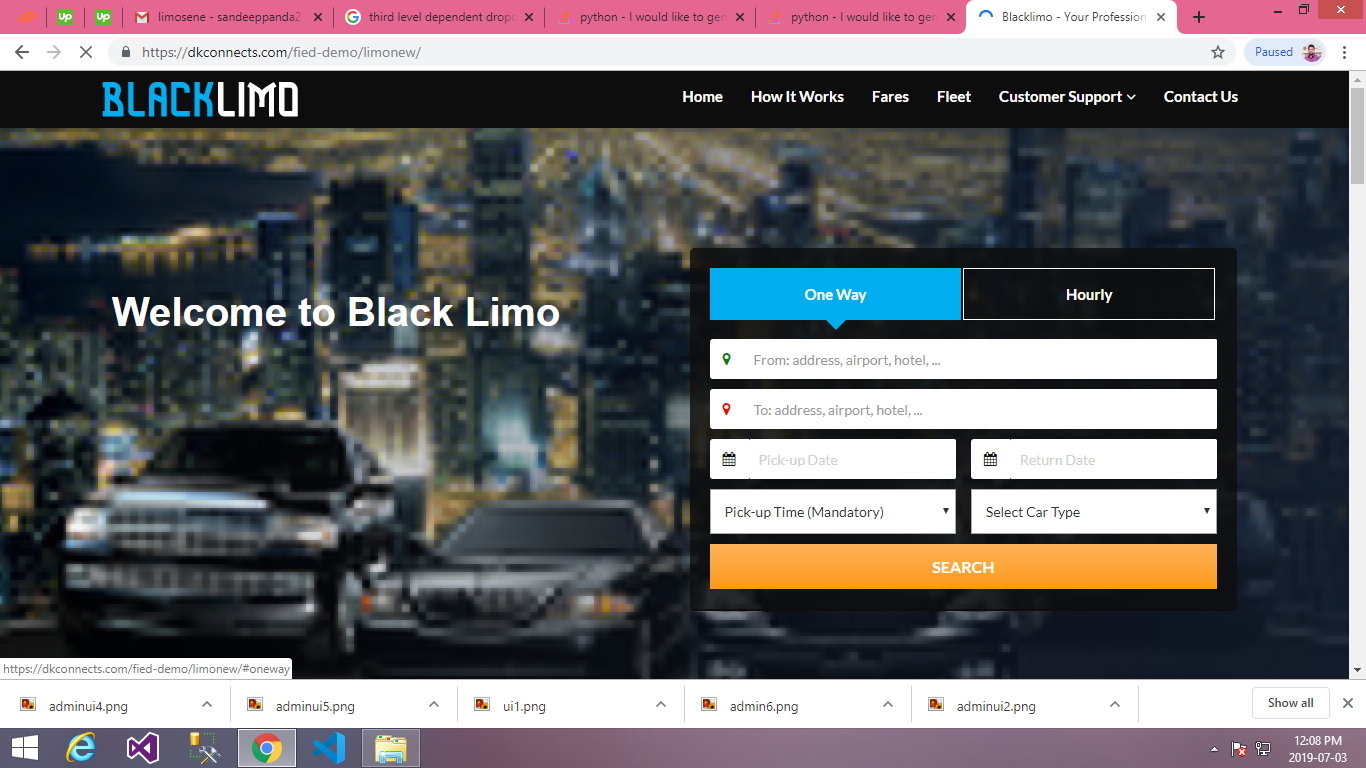 UP
UP
limosene - sandeeppanda2
third level dependent dropd
python - I would like to gen
python - I would like to gen
Blacklimo - Your Profession
https://dkconnects.com/fied-demo/limonew/
Paused
BLACKLIMO
Home
How It Works
Fares
Fleet
Customer Support
Contact Us
Welcome to Black Limo
One Way
Hourly
From: address, airport, hotel, ...
To: address, airport, hotel, ...
Pick-up Date
Return Date
Pick-up Time (Mandatory)
Select Car Type
SEARCH
https://dkconnects.com/fied-demo/limonew/#oneway
adminui4.png
adminui5.png
ui1.png
admin6.png
adminui2.png
Show all
12:08 PM
2019-07-03